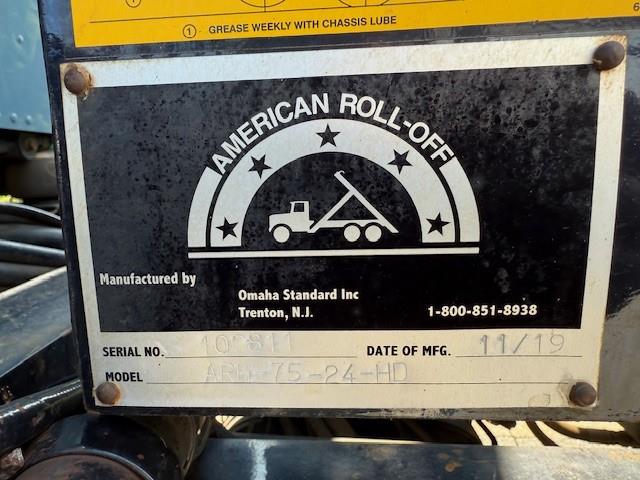 ① GREASE WEEKLY WITH CHASSIS LUBE
AMERICAN ROLL-OFF
Manufactured by
Omaha Standard Inc
Trenton, N.J.
1-800-851-8938
SERIAL NO. DATE OF MFG. 11/19
MODEL